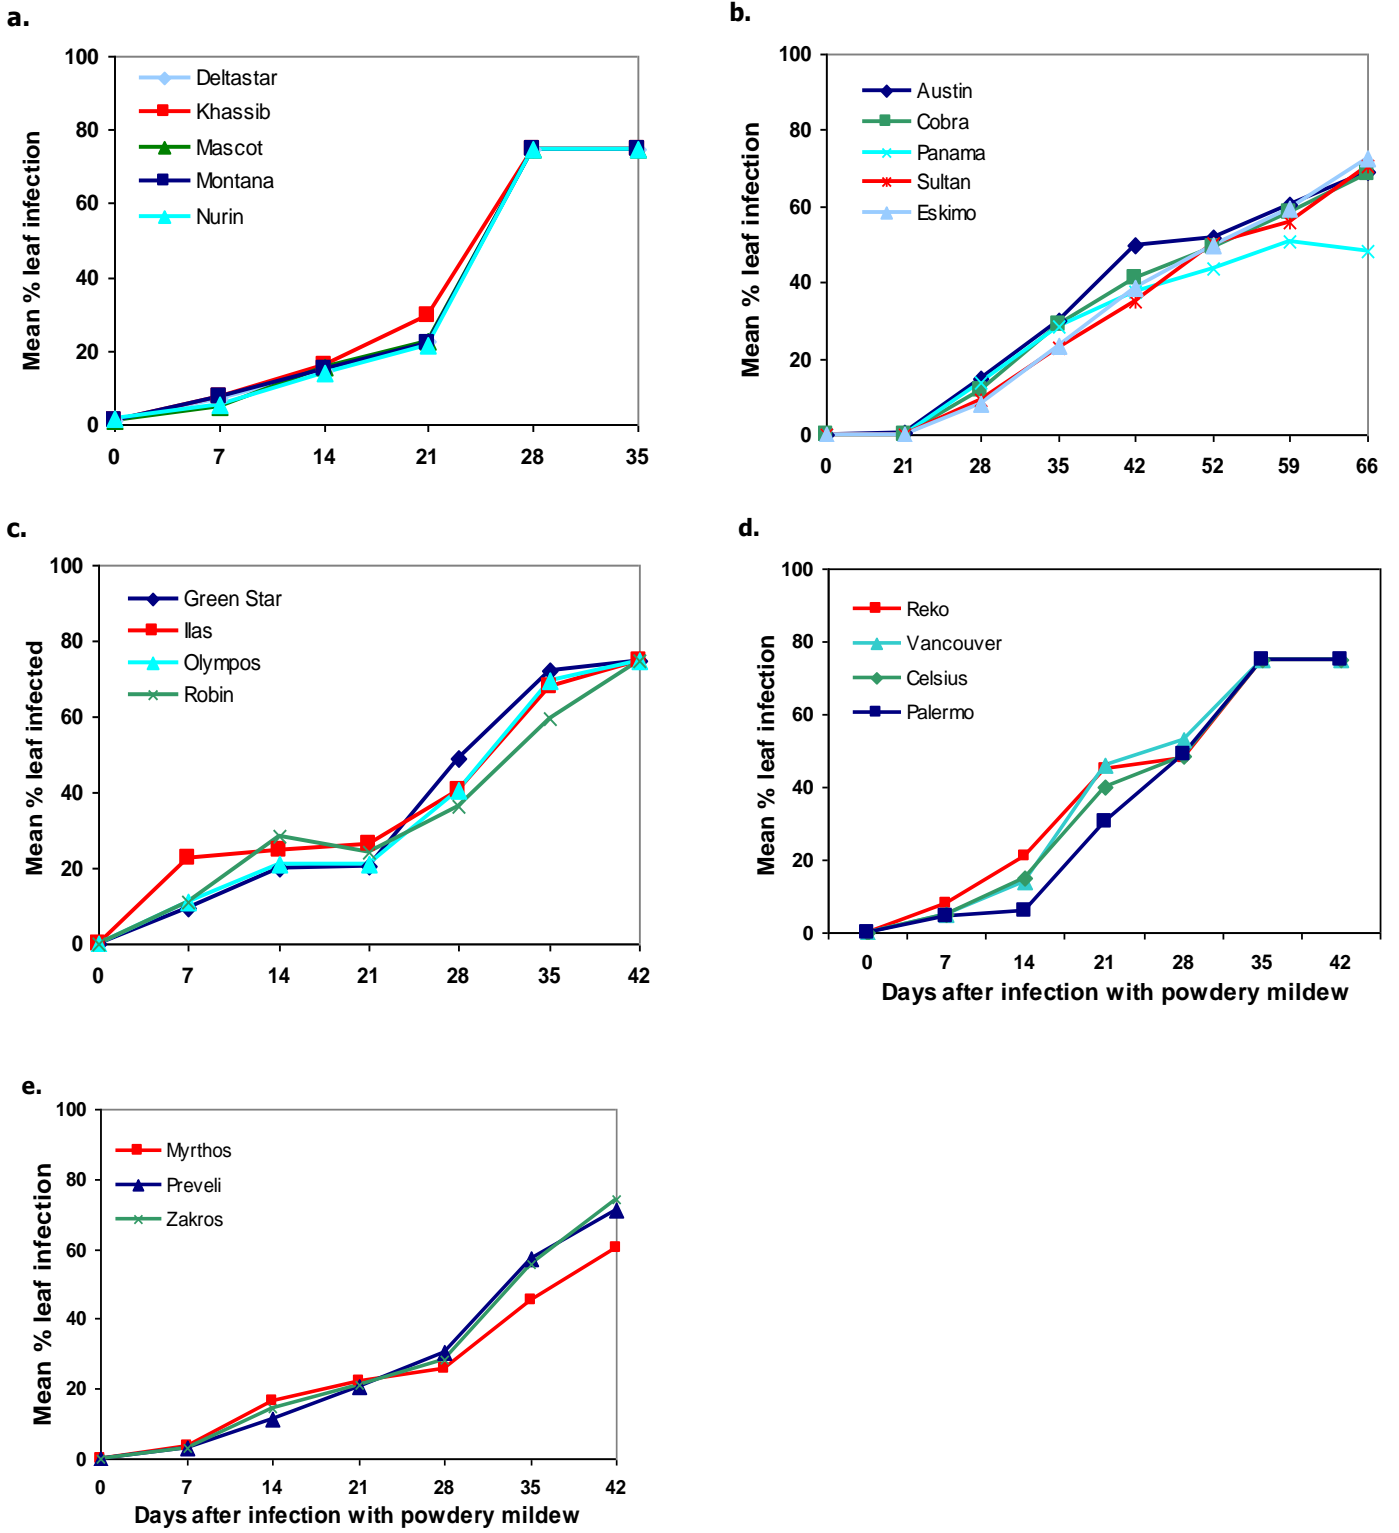 a.
Mean % leaf infection
100
80
60
40
20
0
Deltastar
Khassib
Mascot
Montana
Nurin
0 7 14 21 28 35
b.
Mean % leaf infection
100
80
60
40
20
0
Austin
Cobra
Panama
Sultan
Eskimo
0 21 28 35 42 52 59 66
c.
Mean % leaf infected
100
80
60
40
20
0
Green Star
Ilas
Olympos
Robin
0 7 14 21 28 35 42
d.
Mean % leaf infection
100
80
60
40
20
0
Reko
Vancouver
Celsius
Palermo
0 7 14 21 28 35 42
Days after infection with powdery mildew
e.
Mean % leaf infection
100
80
60
40
20
0
Myrthos
Preveli
Zakros
0 7 14 21 28 35 42
Days after infection with powdery mildew